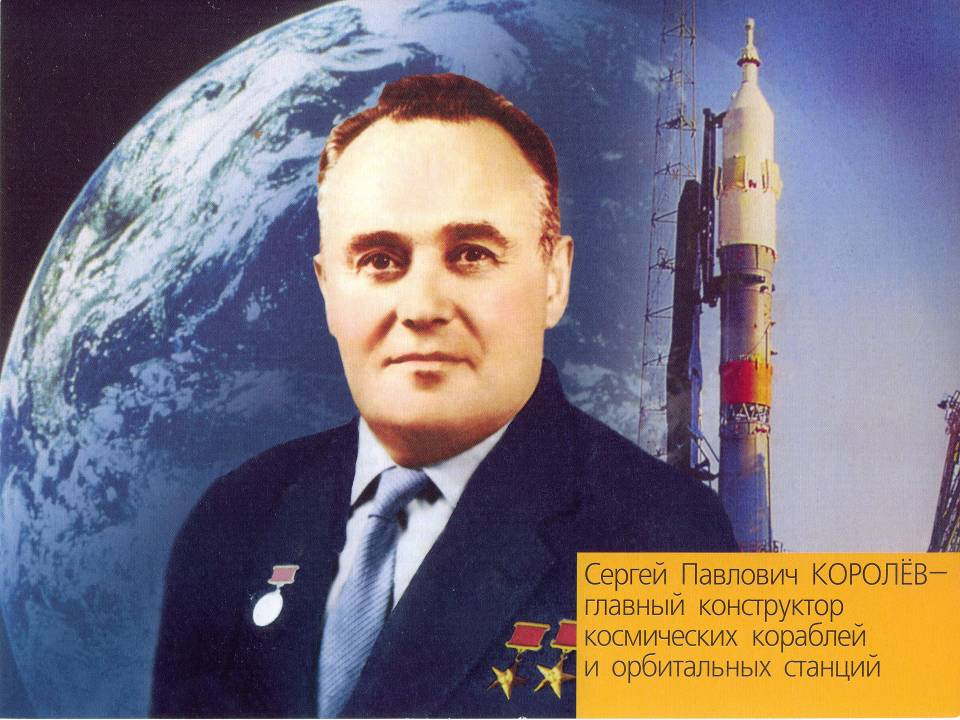 Сергей Павлович КОРОЛЁВ—
главный конструктор
космических кораблей
и орбитальных станций